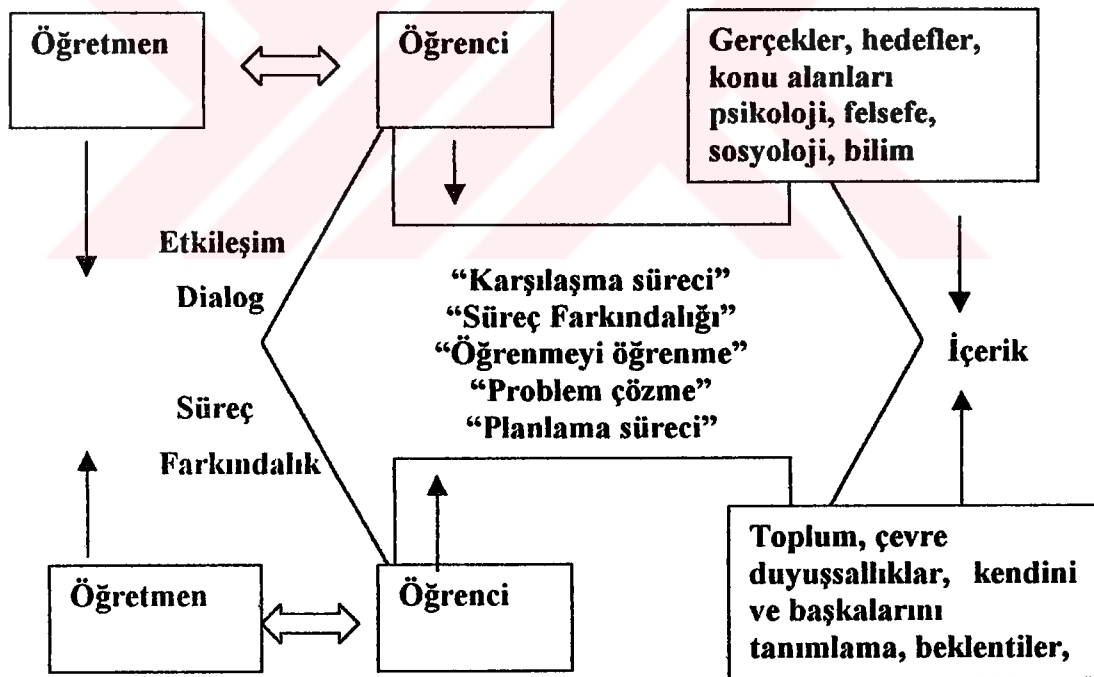 Öğretmen
Öğrenci
Gerçekler, hedefler,
konu alanları
psikoloji, felsefe,
sosyoloji, bilim
Etkileşim
Dialog
Süreç
Farkındalık
“Karşılaşma süreci”
“Süreç Farkındalığı”
“Öğrenmeyi öğrenme”
“Problem çözme”
“Planlama süreci”
İçerik
Öğretmen
Öğrenci
Toplum, çevre
duyuşsallıklar, kendini
ve başkalarını
tanımlama, beklentiler,